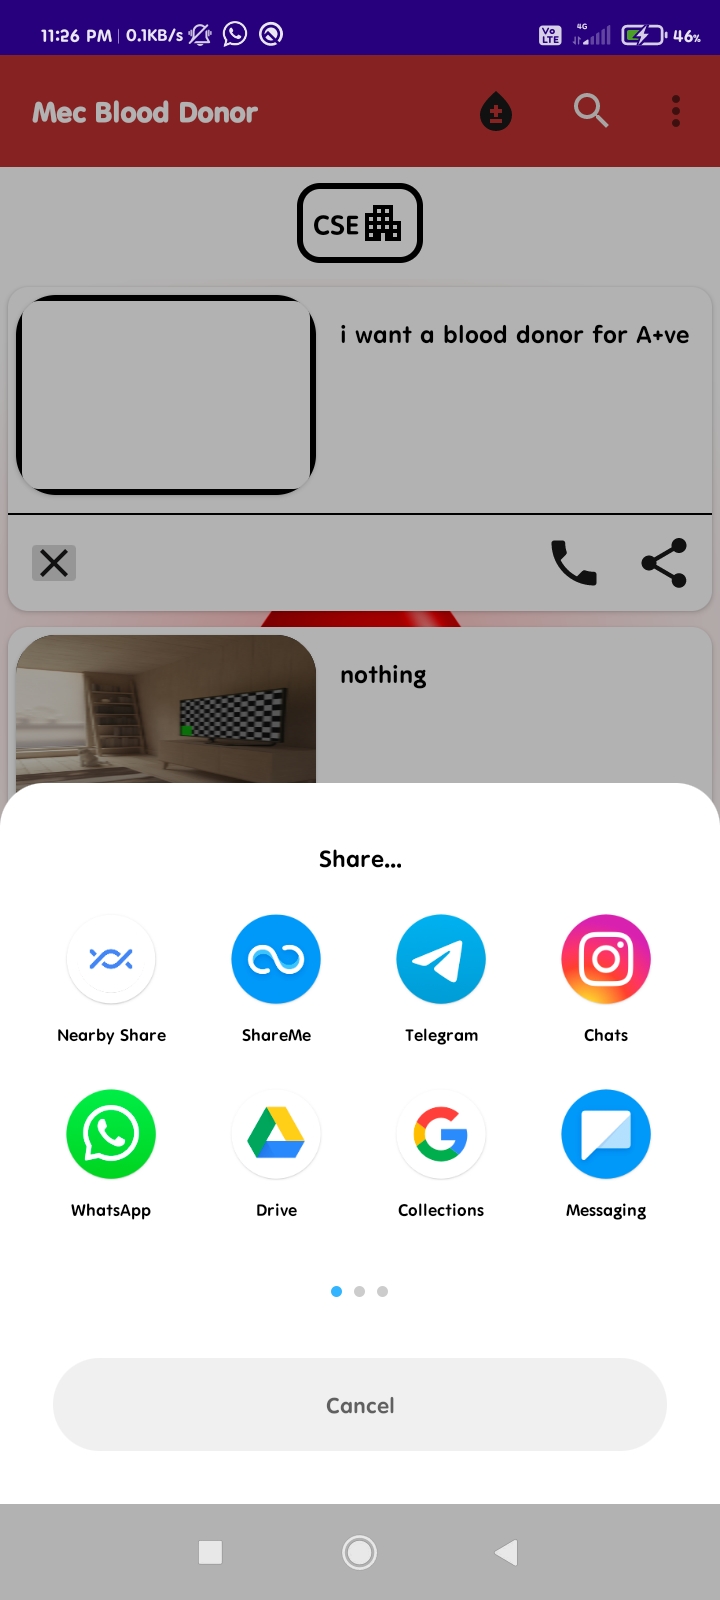 11:26 PM | 0.1KB/s Vo LTE 4G 46%
Mec Blood Donor
CSE
i want a blood donor for A+ve
nothing
Share...
Nearby Share ShareMe Telegram Chats
WhatsApp Drive Collections Messaging
Cancel